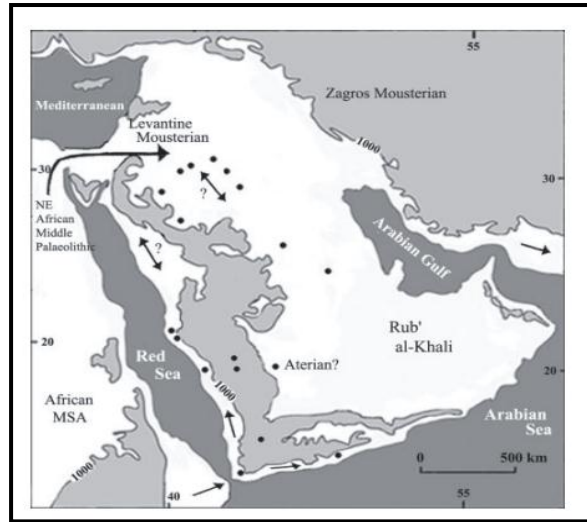 55
Mediterranean
Zagros Mousterian
Levantine
Mousterian
1000
30
?
30
NE
African
Middle
Palaeolithic
?
Arabian Gulf
20
Red
Sea
Rub'
al-Khali
Aterian?
20
African
MSA
1000
Arabian
Sea
1000
0
500 km
40
55